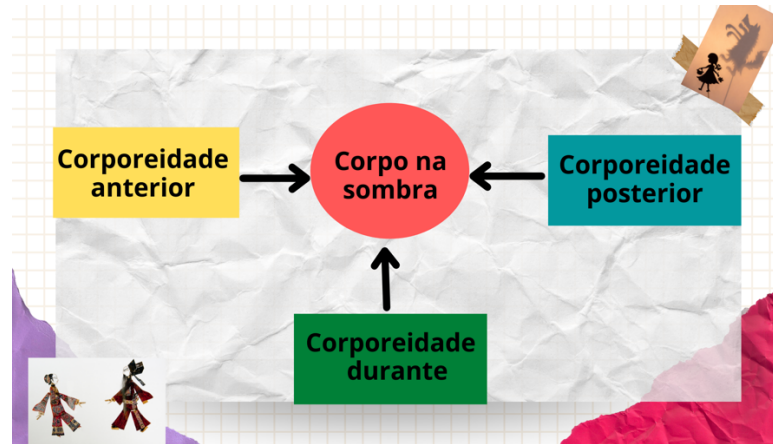 Corporeidade
anterior
Corpo na
sombra
Corporeidade
posterior
Corporeidade
durante